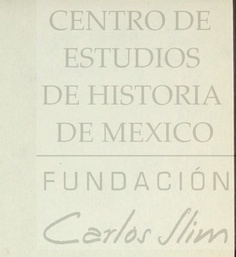 CENTRO DE
ESTUDIOS
DE HISTORIA
DE MEXICO
FUNDACIÓN
Carlos Slim